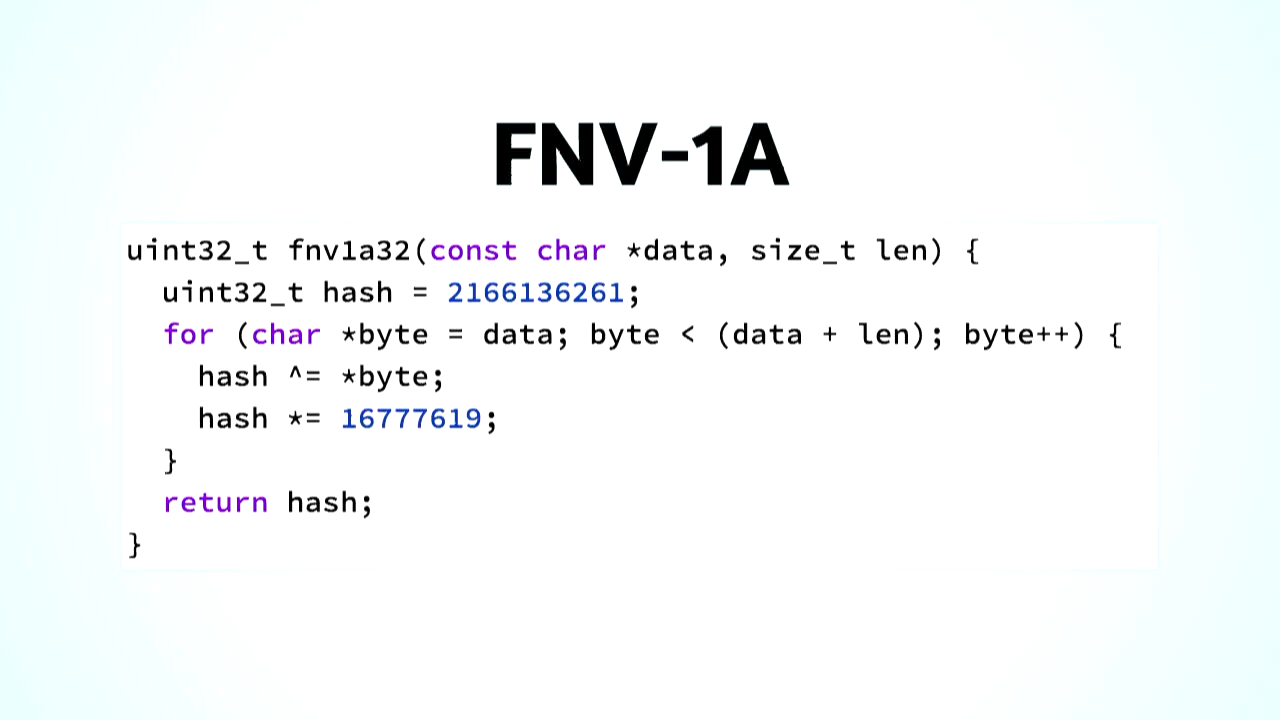 FNV-1A
uint32_t fnv1a32(const char *data, size_t len) {
  uint32_t hash = 2166136261;
  for (char *byte = data; byte < (data + len); byte++) {
    hash ^= *byte;
    hash *= 16777619;
  }
  return hash;
}